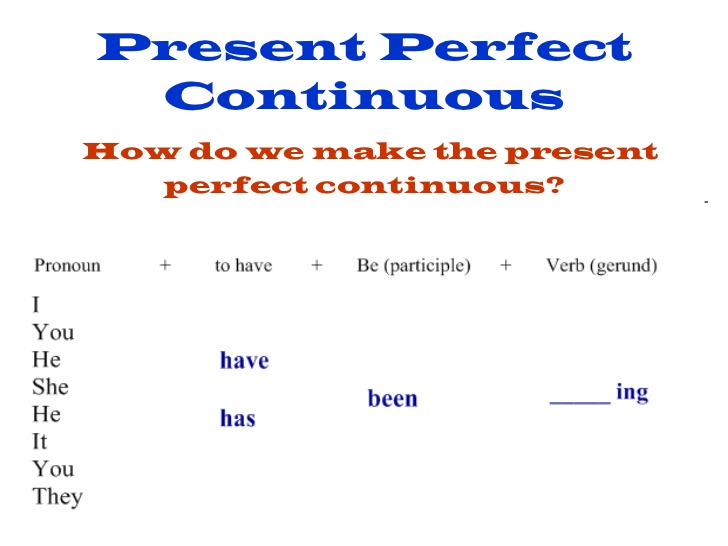 Present Perfect
Continuous
How do we make the present
perfect continuous?
-
Pronoun + to have + Be (participle) + Verb (gerund)
I
You
He
She
He
It
You
They
have
has
been
_____ ing